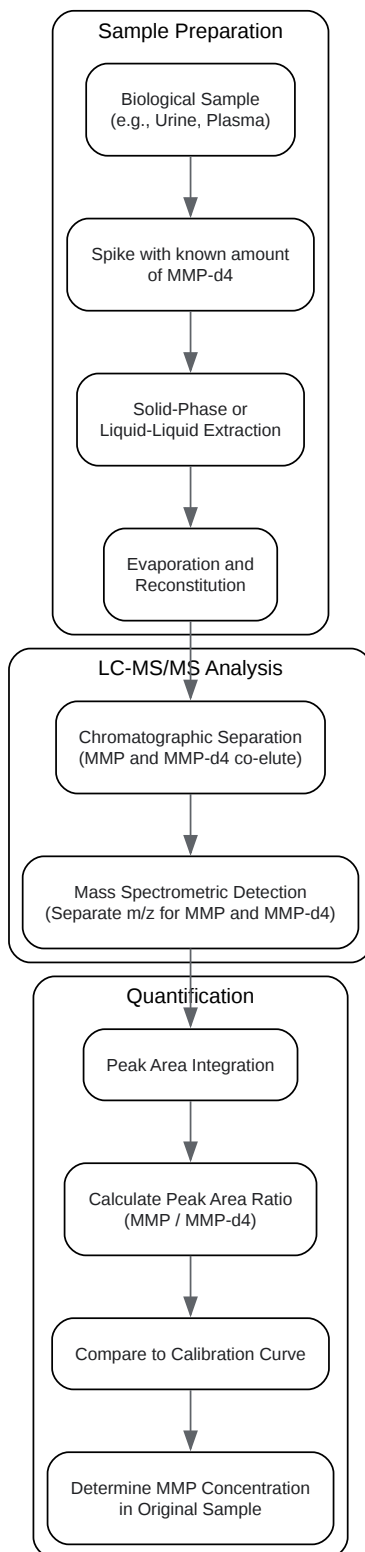 Sample Preparation
Biological Sample
(e.g., Urine, Plasma)
Spike with known amount
of MMP-d4
Solid-Phase or
Liquid-Liquid Extraction
Evaporation and
Reconstitution
LC-MS/MS Analysis
Chromatographic Separation
(MMP and MMP-d4 co-elute)
Mass Spectrometric Detection
(Separate m/z for MMP and MMP-d4)
Quantification
Peak Area Integration
Calculate Peak Area Ratio
(MMP / MMP-d4)
Compare to Calibration Curve
Determine MMP Concentration
in Original Sample